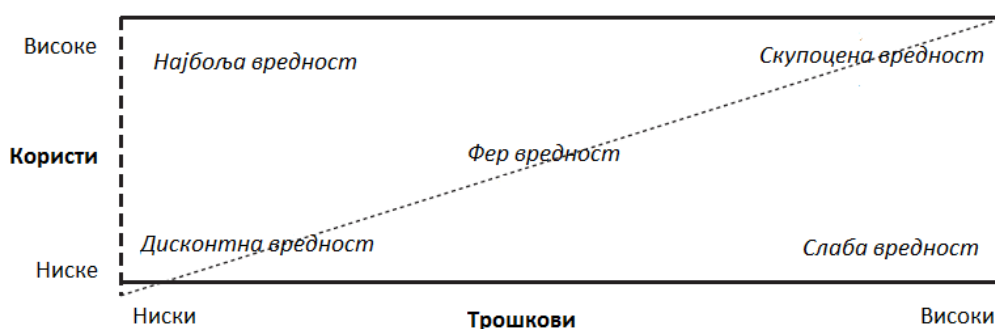 Високе
Најбоља вредност
Скупоцена вредност
Користи
Фер вредност
Дисконтна вредност
Слаба вредност
Ниске
Ниски
Трошкови
Високи